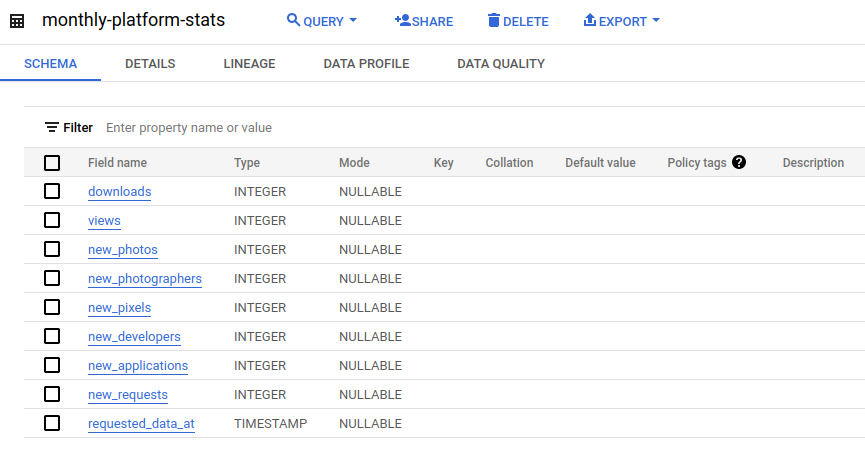 monthly-platform-stats QUERY SHARE DELETE EXPORT
SCHEMA DETAILS LINEAGE DATA PROFILE DATA QUALITY
Filter Enter property name or value
Field name Type Mode Key Collation Default value Policy tags ? Description
downloads INTEGER NULLABLE
views INTEGER NULLABLE
new_photos INTEGER NULLABLE
new_photographers INTEGER NULLABLE
new_pixels INTEGER NULLABLE
new_developers INTEGER NULLABLE
new_applications INTEGER NULLABLE
new_requests INTEGER NULLABLE
requested_data_at TIMESTAMP NULLABLE